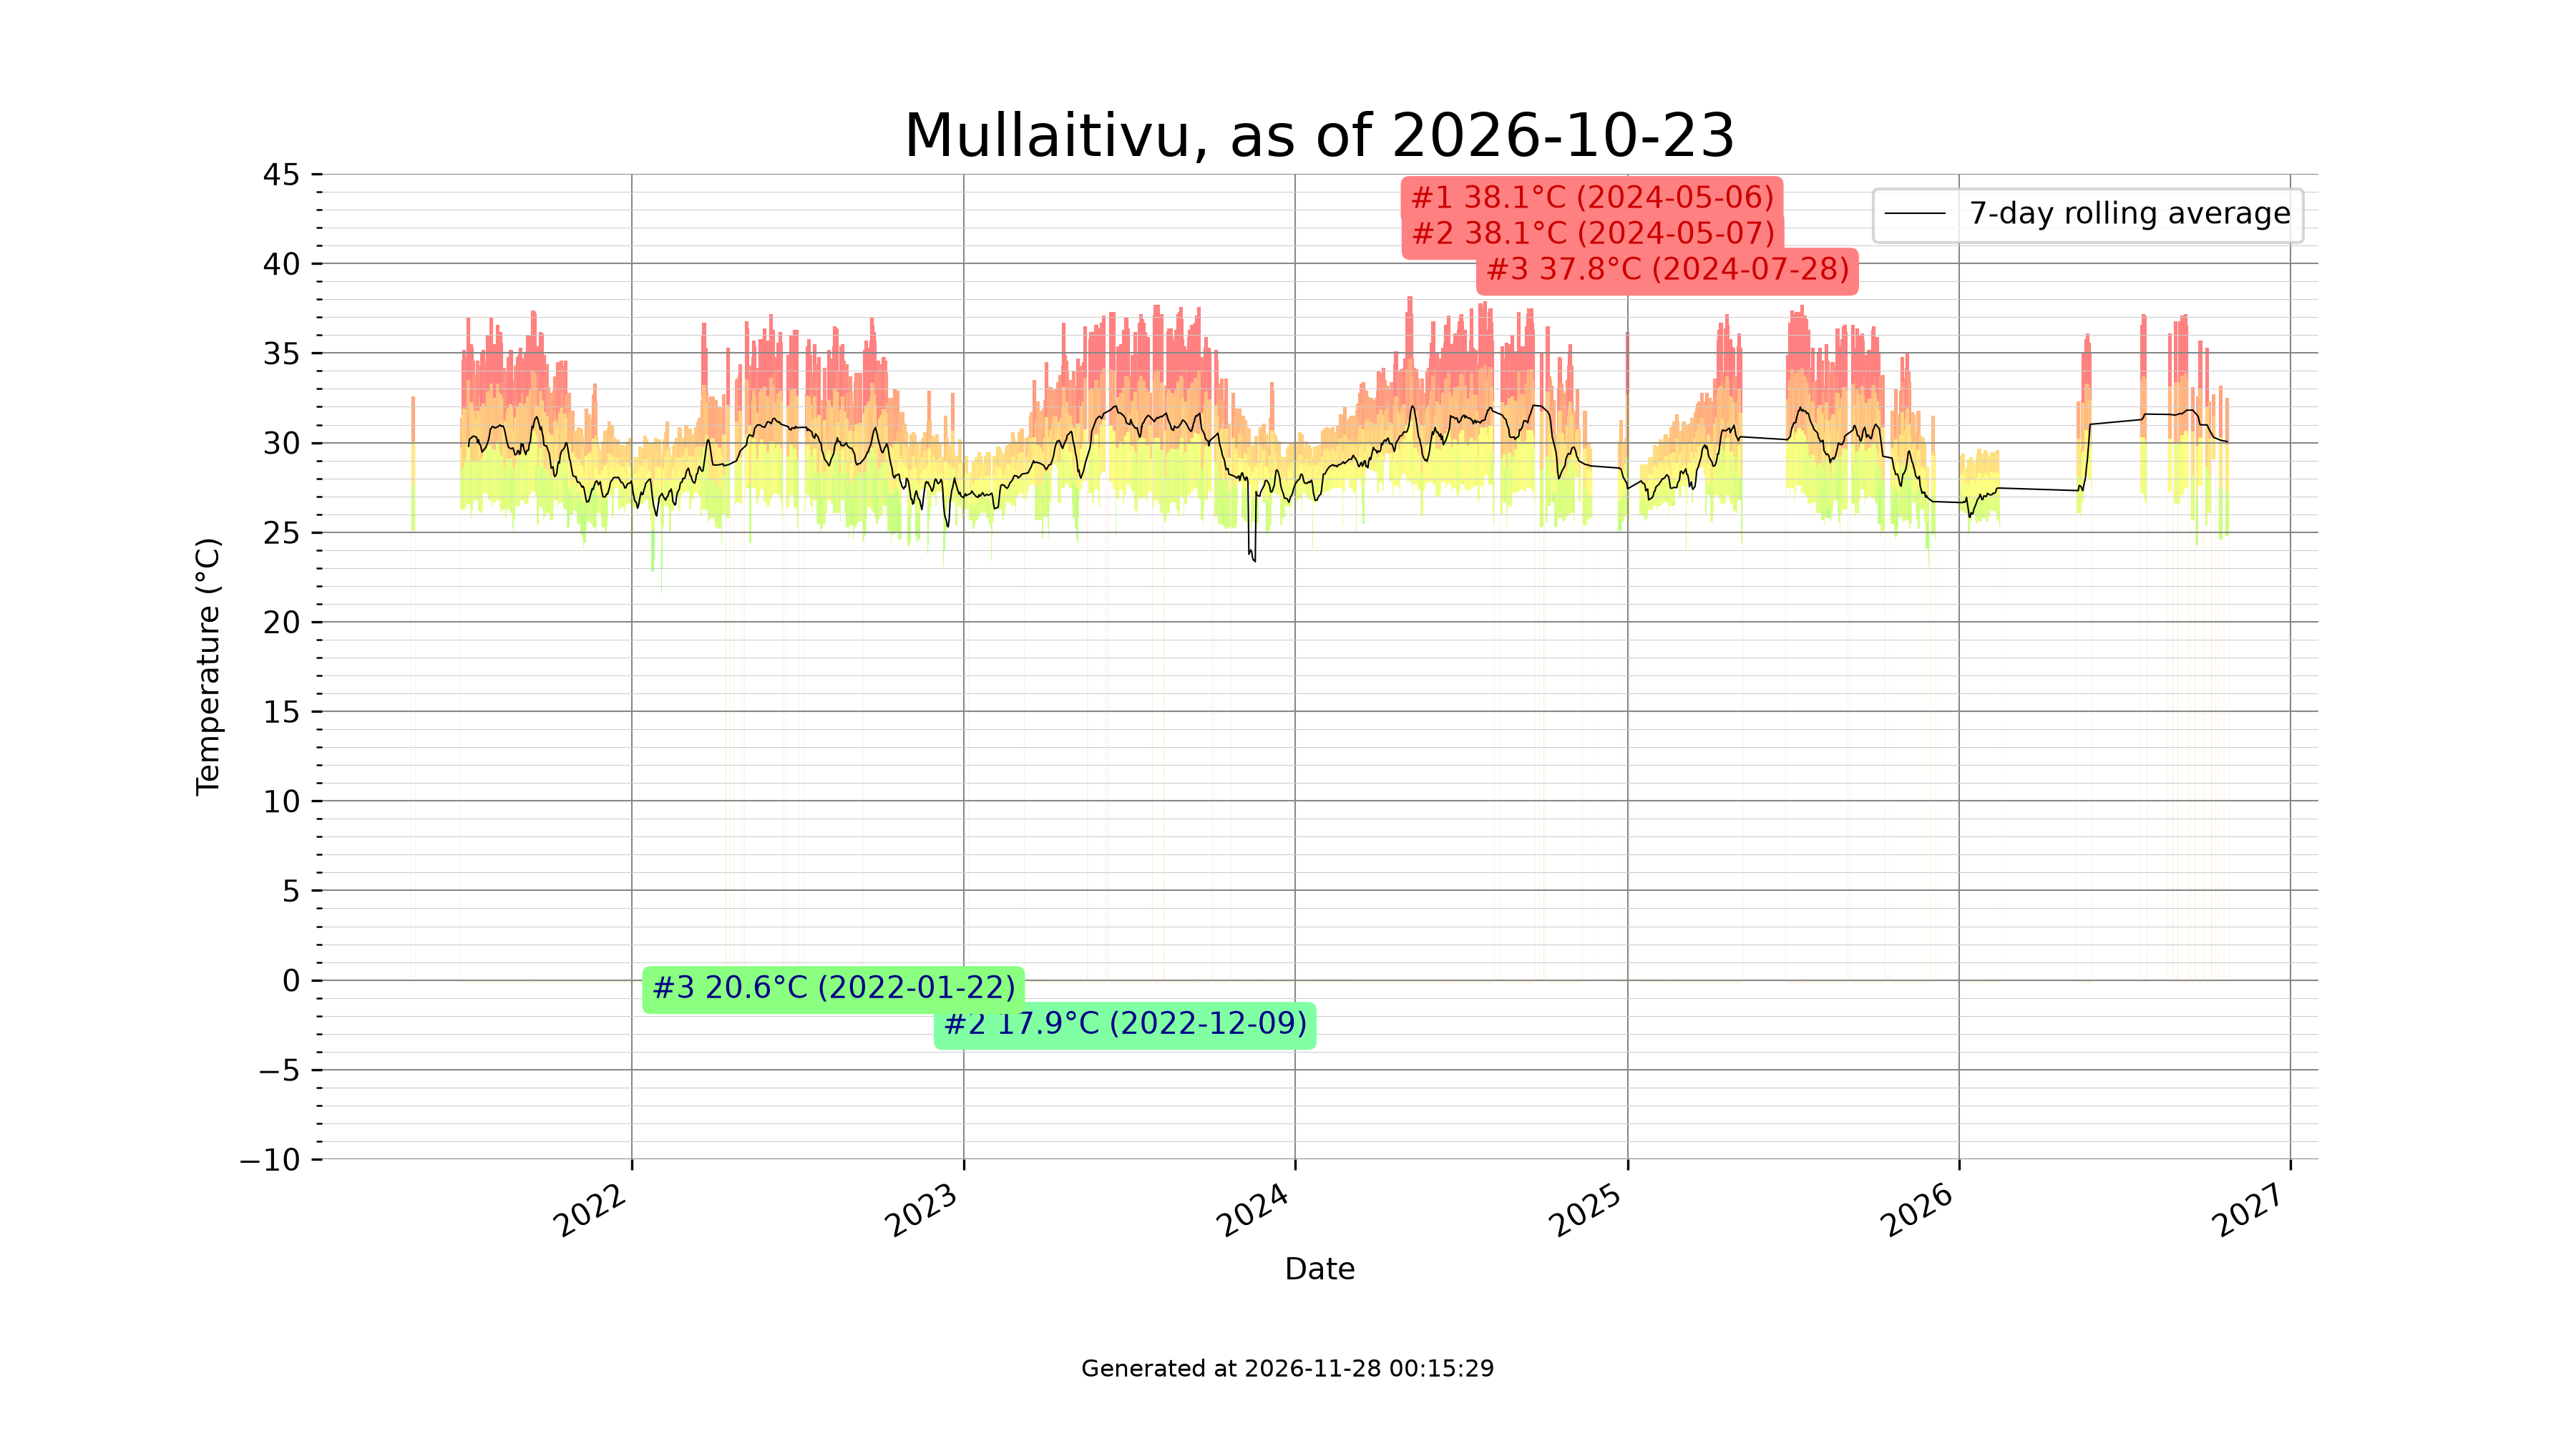 Mullaitivu, as of 2026-10-23
45
40
35
30
25
20
15
10
5
0
−5
−10
Temperature (°C)
#1 38.1°C (2024-05-06)
#2 38.1°C (2024-05-07)
#3 37.8°C (2024-07-28)
7-day rolling average
#3 20.6°C (2022-01-22)
#2 17.9°C (2022-12-09)
2022
2023
2024
2025
2026
2027
Date
Generated at 2026-11-28 00:15:29